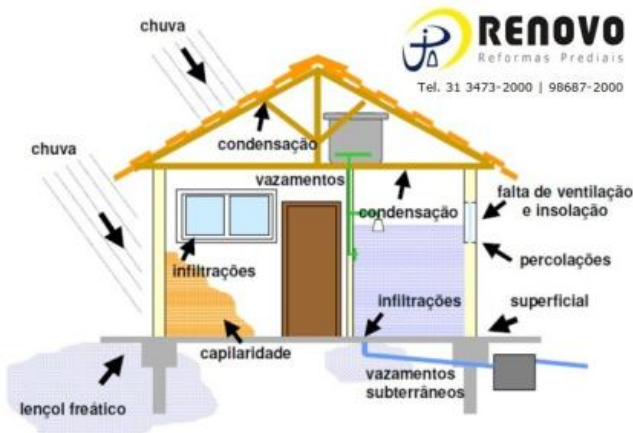 chuva
RENOVO
Reformas Prediais
Tel. 31 3473-2000 | 98687-2000
chuva
condensação
vazamentos
condensação
falta de ventilação
e insolação
infiltrações
percolações
infiltrações
superficial
capilaridade
lençol freático
vazamentos
subterrâneos